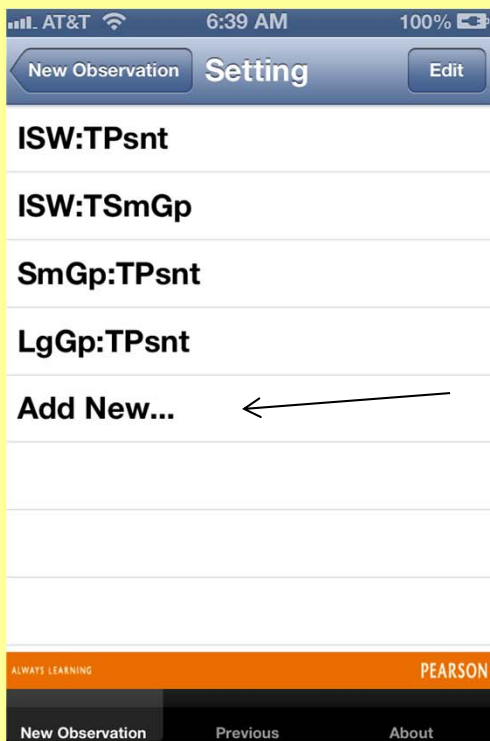 AT&T 6:39 AM 100%
New Observation Setting Edit
ISW:TPsnt
ISW:TSmGp
SmGp:TPsnt
LgGp:TPsnt
Add New...
ALWAYS LEARNING PEARSON
New Observation Previous About